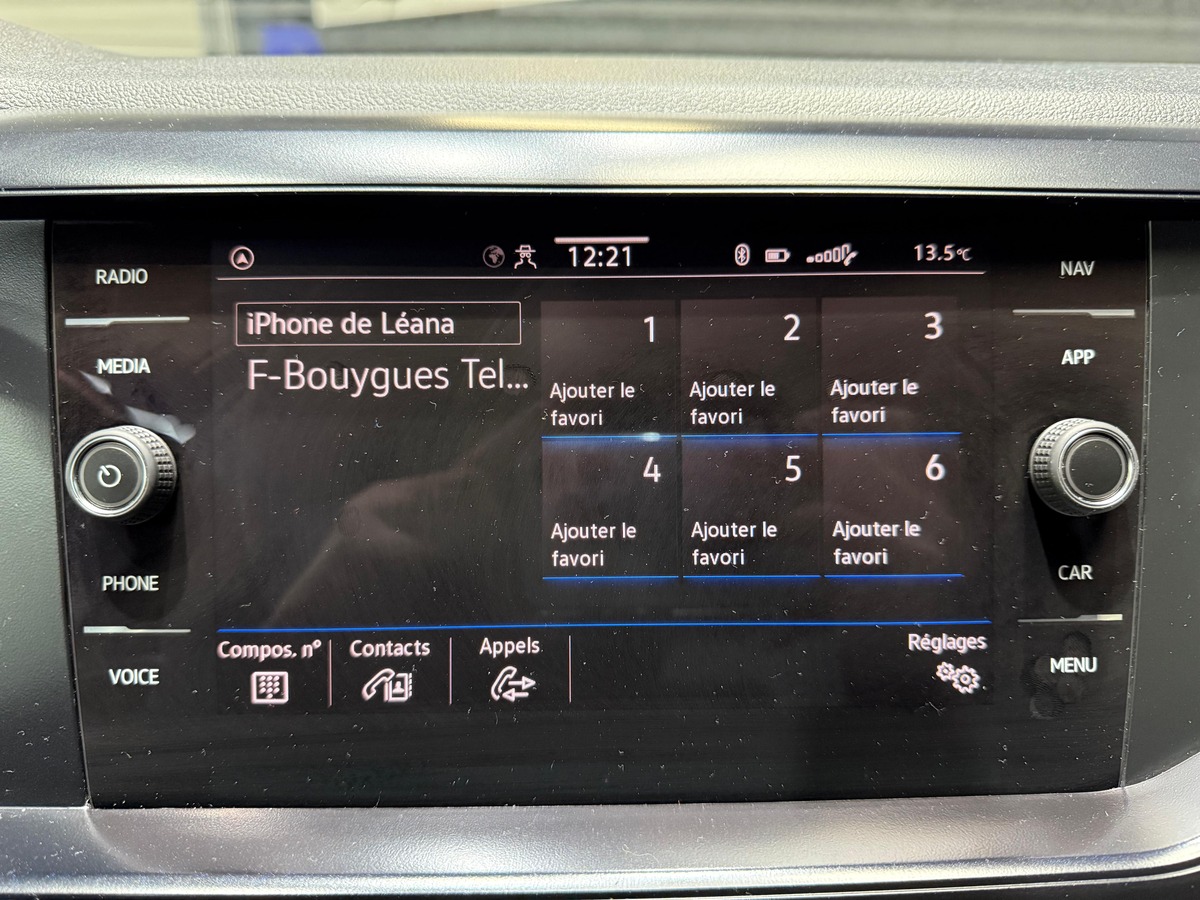 RADIO
MEDIA
PHONE
VOICE
12:21
13.5°C
iPhone de Léana
F-Bouygues Tel...
1
Ajouter le
favori
2
Ajouter le
favori
3
Ajouter le
favori
4
Ajouter le
favori
5
Ajouter le
favori
6
Ajouter le
favori
Compos. n°
Contacts
Appels
Réglages
NAV
APP
CAR
MENU